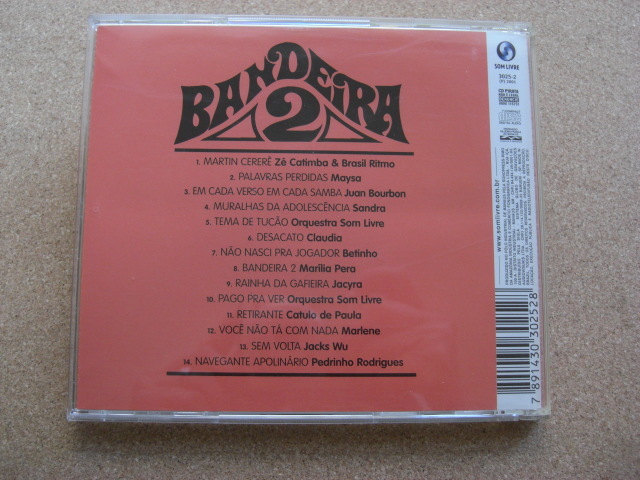 BANDEIRA
2
1. MARTIN CERERÊ Zé Catimba & Brasil Ritmo
2. PALAVRAS PERDIDAS Maysa
3. EM CADA VERSO EM CADA SAMBA Juan Bourbon
4. MURALHAS DA ADOLESCÊNCIA Sandra
5. TEMA DE TUCÃO Orquestra Som Livre
6. DESACATO Claudia
7. NÃO NASCI PRA JOGADOR Betinho
8. BANDEIRA 2 Marília Pera
9. RAINHA DA GAFIEIRA Jacyra
10. PAGO PRA VER Orquestra Som Livre
11. RETIRANTE Catulo de Paula
12. VOCÊ NÃO TÁ COM NADA Marlene
13. SEM VOLTA Jacks Wu
14. NAVEGANTE APOLINÁRIO Pedrinho Rodrigues
SOM LIVRE
3025-2
CD PIRATA
www.somlivre.com.br
7 891430 302528